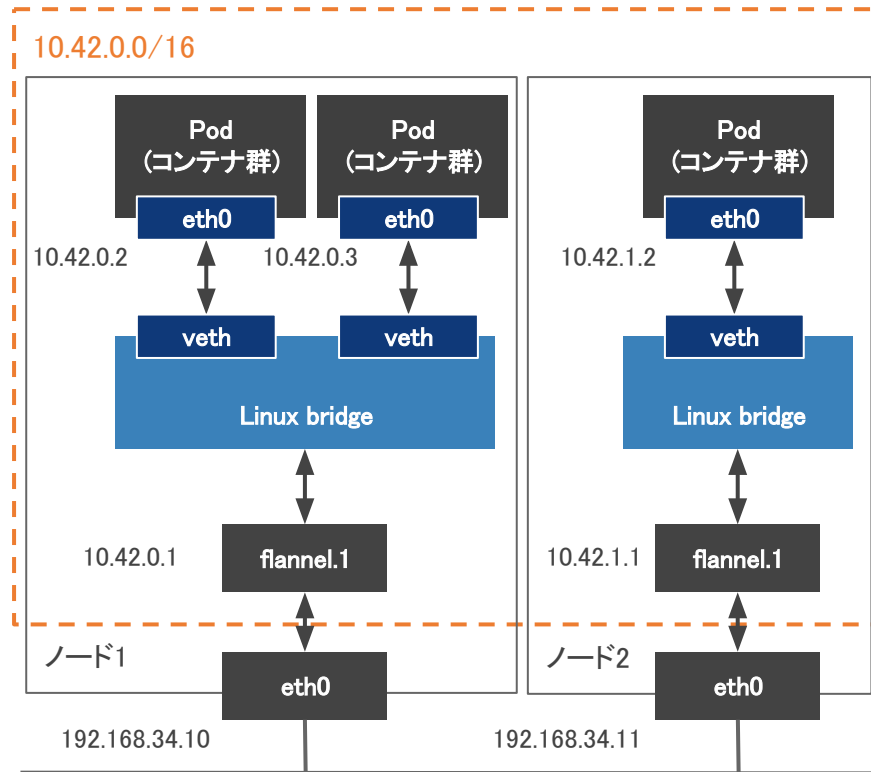 10.42.0.0/16
Pod
(コンテナ群)
Pod
(コンテナ群)
Pod
(コンテナ群)
eth0
eth0
eth0
10.42.0.2
10.42.0.3
10.42.1.2
veth
veth
veth
Linux bridge
Linux bridge
10.42.0.1
flannel.1
10.42.1.1
flannel.1
ノード1
ノード2
eth0
eth0
192.168.34.10
192.168.34.11